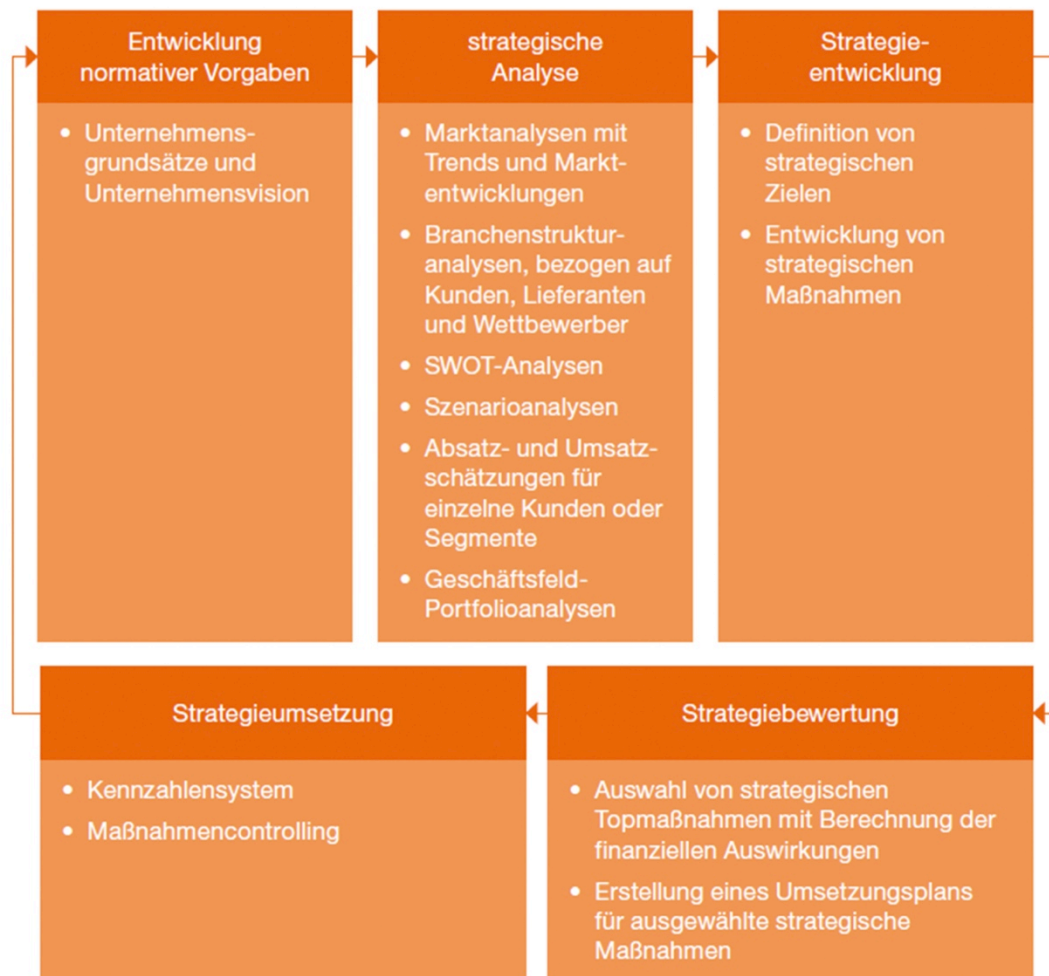 Entwicklung
normativer Vorgaben
• Unternehmens-
grundsätze und
Unternehmensvision
strategische
Analyse
• Marktanalysen mit
Trends und Markt-
entwicklungen
• Branchenstruktur-
analysen, bezogen auf
Kunden, Lieferanten
und Wettbewerber
• SWOT-Analysen
• Szenarioanalysen
• Absatz- und Umsatz-
schätzungen für
einzelne Kunden oder
Segmente
• Geschäftsfeld-
Portfolioanalysen
Strategie-
entwicklung
• Definition von
strategischen
Zielen
• Entwicklung von
strategischen
Maßnahmen
Strategiebewertung
• Auswahl von strategischen
Topmaßnahmen mit Berechnung der
finanziellen Auswirkungen
• Erstellung eines Umsetzungsplans
für ausgewählte strategische
Maßnahmen
Strategieumsetzung
• Kennzahlensystem
• Maßnahmencontrolling